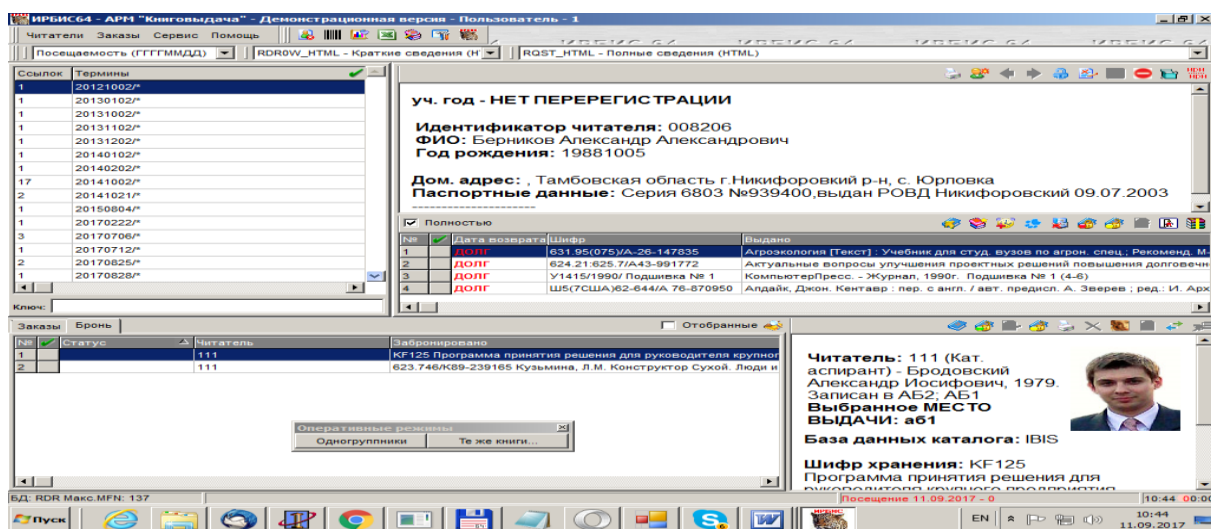 ИРБИС64 - АРМ "Книговыдача" - Демонстрационная версия - Пользователь - 1
Читатели Заказы Сервис Помощь
Посещаемость (ГГГГММДД)
RDR0W_HTML - Краткие сведения (H
RQST_HTML - Полные сведения (HTML)
Ссылок Термины
1 20121002/*
1 20130102/*
1 20131002/*
1 20131102/*
1 20131202/*
1 20140102/*
1 20140202/*
17 20141002/*
2 20141021/*
1 20150804/*
1 20170222/*
3 20170706/*
1 20170712/*
2 20170825/*
1 20170828/*
Ключ:
уч. год - НЕТ ПЕРЕРЕГИСТРАЦИИ
Идентификатор читателя: 008206
ФИО: Берников Александр Александрович
Год рождения: 19881005
Дом. адрес: , Тамбовская область г.Никифоровкий р-н, с. Юрловка
Паспортные данные: Серия 6803 №939400,выдан РОВД Никифоровский 09.07.2003
--------------------
Полностью
№ Дата возврата Шифр Выдано
1 ДОЛГ 631.95(075)/А-26-147835 Агроэкология [Текст] : Учебник для студ. вузов по агрон. спец.; Рекоменд. М-
2 ДОЛГ 624.21:625.7/А43-991772 Актуальные вопросы улучшения проектных решений повышения долговечн
3 ДОЛГ У1415/1990/ Подшивка № 1 КомпьютерПресс. - Журнал, 1990г. Подшивка № 1 (4-6)
4 ДОЛГ Ш5(7США)62-644/А 76-870950 Апдайк, Джон. Кентавр : пер. с англ. / авт. предисл. А. Зверев ; ред.: И. Арх
Заказы Бронь
Отобранные
№ Статус Читатель Забронировано
1 111 KF125 Программа принятия решения для руководителя крупног
2 111 623.746/К89-239165 Кузьмина, Л.М. Конструктор Сухой. Люди и
Оперативные режимы
Одногруппники Те же книги...
Читатель: 111 (Кат.
аспирант) - Бродовский
Александр Иосифович, 1979.
Записан в АБ2; АБ1
Выбранное МЕСТО
ВЫДАЧИ: аб1
База данных каталога: IBIS
Шифр хранения: KF125
Программа принятия решения для
руководителя крупного предприятия
БД: RDR Макс.MFN: 137
Посещение 11.09.2017 - 0
10:44 00:00
Пуск
EN
10:44
11.09.2017